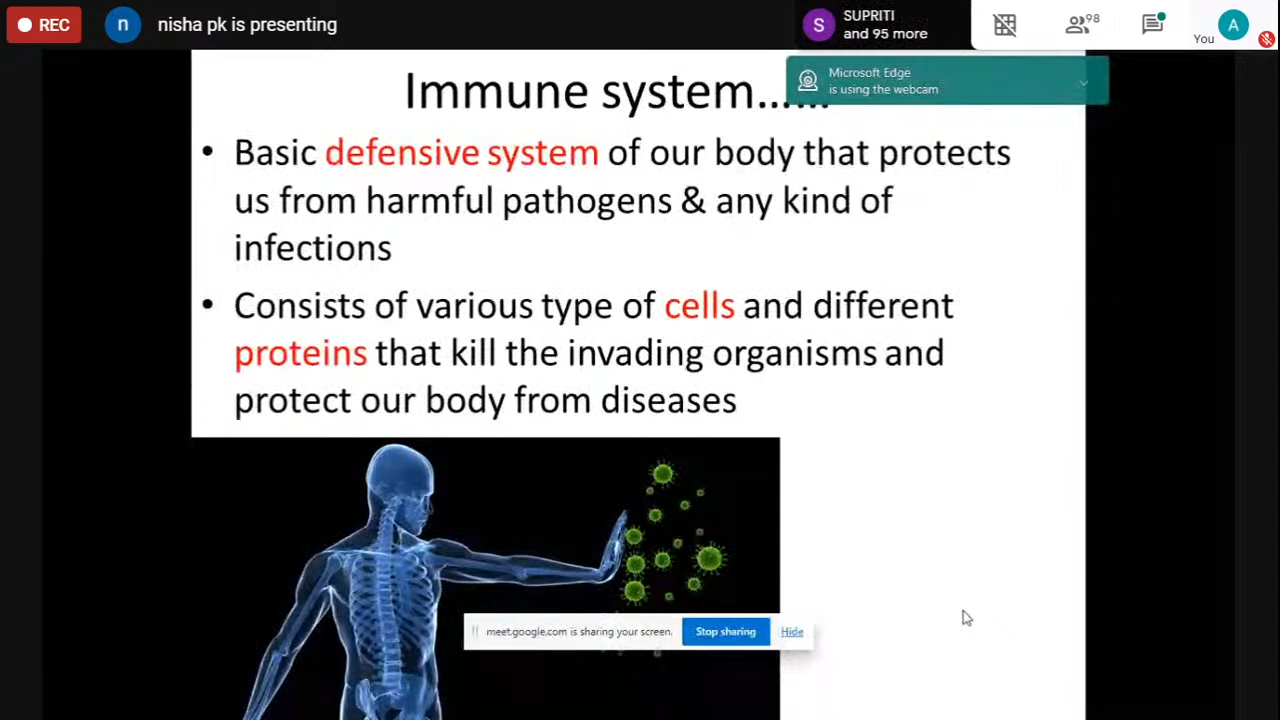 REC
n
nisha pk is presenting
S
SUPRITI
and 95 more
98
You
A
Microsoft Edge
is using the webcam
Immune system…
• Basic defensive system of our body that protects
us from harmful pathogens & any kind of
infections
• Consists of various type of cells and different
proteins that kill the invading organisms and
protect our body from diseases
meet.google.com is sharing your screen.
Stop sharing
Hide